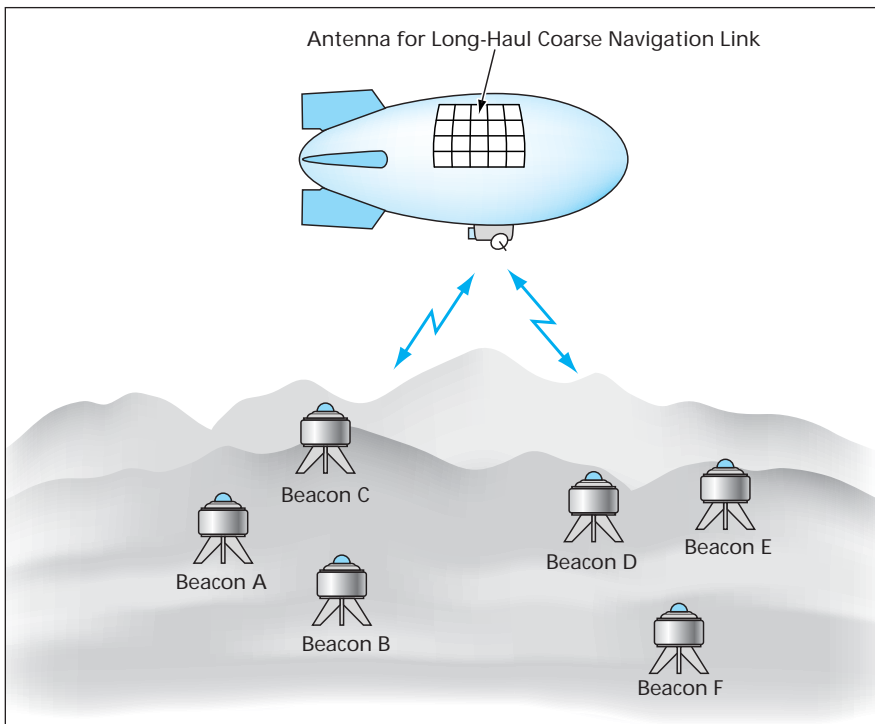 Antenna for Long-Haul Coarse Navigation Link
Beacon C
Beacon E
Beacon D
Beacon A
Beacon B
Beacon F